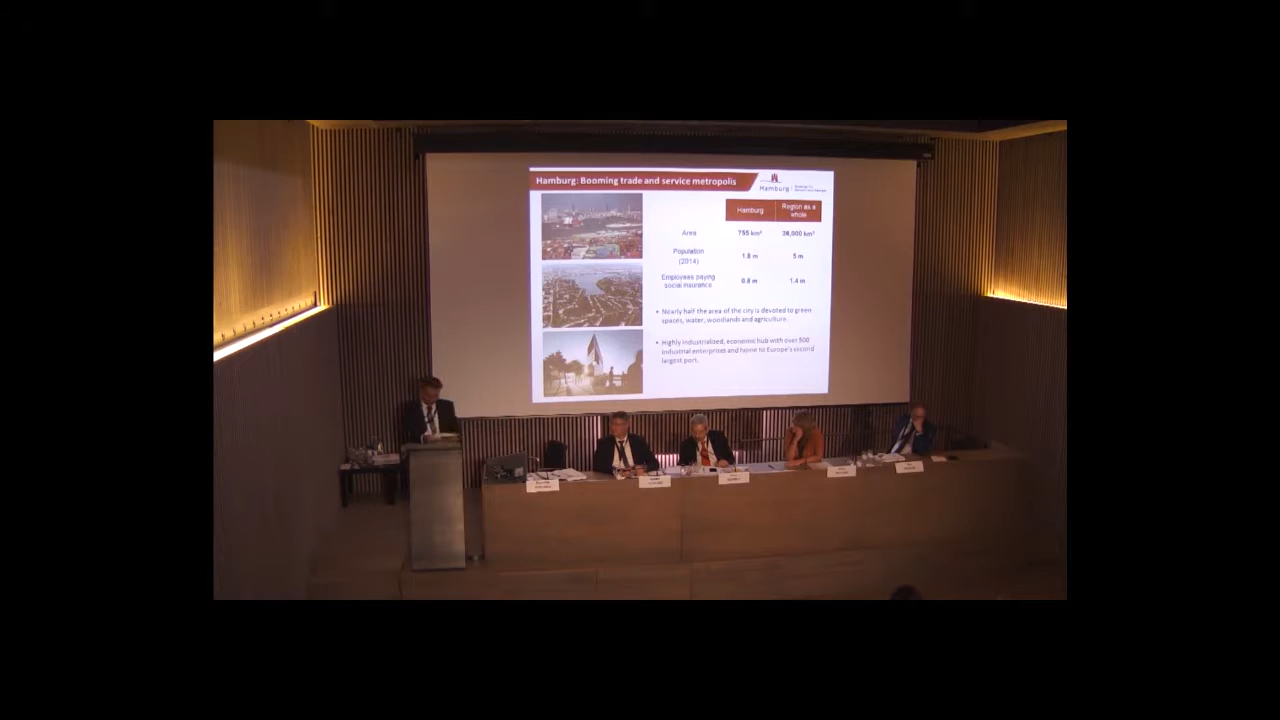 Hamburg: Booming trade and service metropolis
Hamburg
Hamburg
Region as a
whole
Area
755 km²
26,000 km²
Population
(2014)
1.8 m
5 m
Employees paying
social insurance
0.8 m
1.4 m
• Nearly half the area of the city is devoted to green
spaces, water, woodlands and agriculture.
• Highly industrialised, economic hub with over 500
industrial enterprises and home to Europe's second
largest port.